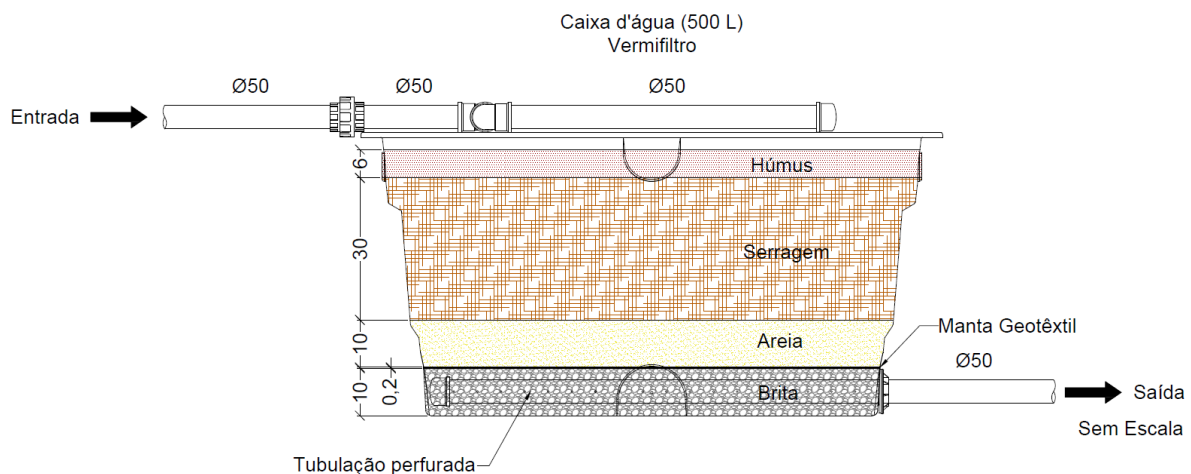 Caixa d'água (500 L)
Vermifiltro
Ø50
Ø50
Ø50
Entrada
6
Húmus
30
Serragem
10
Areia
Manta Geotêxtil
Ø50
10
0,2
Brita
Saída
Sem Escala
Tubulação perfurada